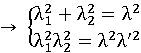 → { λ₁² + λ₂² = λ²
λ₁²λ₂² = λ²λ′²